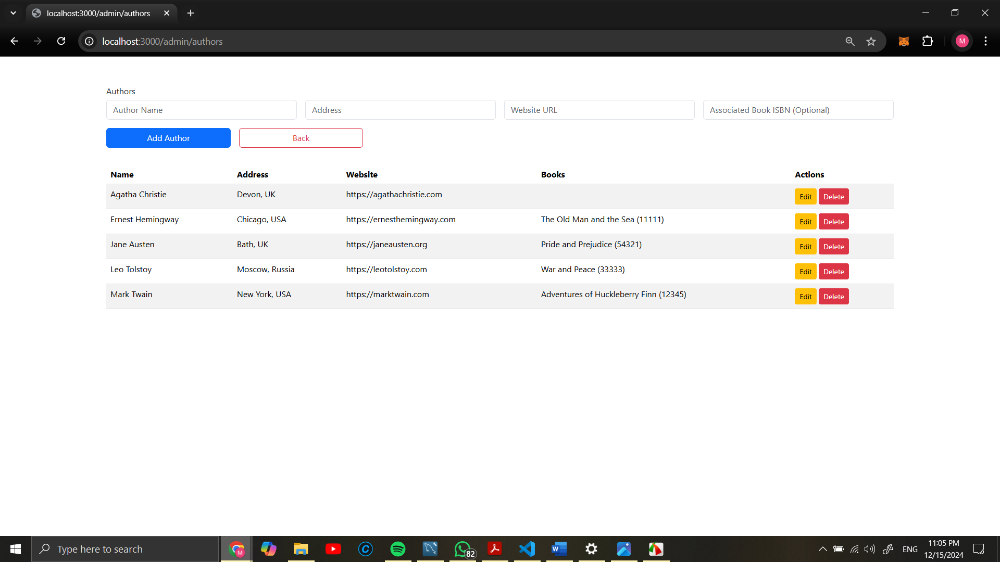 localhost:3000/admin/authors
localhost:3000/admin/authors
M
Authors
Author Name Address Website URL Associated Book ISBN (Optional)
Add Author Back
Name Address Website Books Actions
Agatha Christie Devon, UK https://agathachristie.com Edit Delete
Ernest Hemingway Chicago, USA https://ernesthemingway.com The Old Man and the Sea (11111) Edit Delete
Jane Austen Bath, UK https://janeausten.org Pride and Prejudice (54321) Edit Delete
Leo Tolstoy Moscow, Russia https://leotolstoy.com War and Peace (33333) Edit Delete
Mark Twain New York, USA https://marktwain.com Adventures of Huckleberry Finn (12345) Edit Delete
Type here to search M C 82 W ENG 11:05 PM
12/15/2024